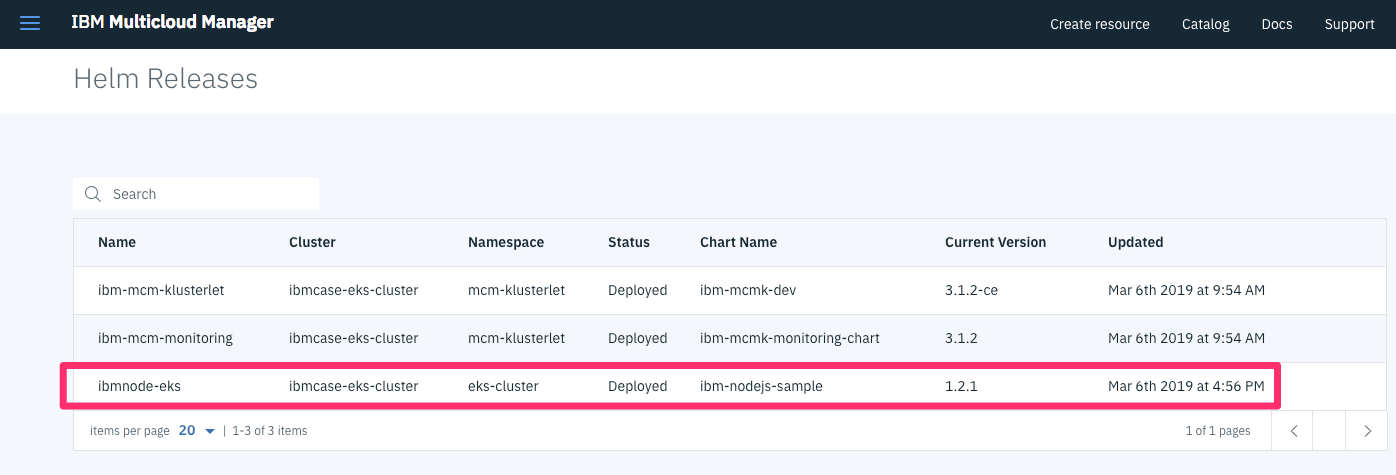 IBM Multicloud Manager Create resource Catalog Docs Support
Helm Releases
Search
Name Cluster Namespace Status Chart Name Current Version Updated
ibm-mcm-klusterlet ibmcase-eks-cluster mcm-klusterlet Deployed ibm-mcmk-dev 3.1.2-ce Mar 6th 2019 at 9:54 AM
ibm-mcm-monitoring ibmcase-eks-cluster mcm-klusterlet Deployed ibm-mcmk-monitoring-chart 3.1.2 Mar 6th 2019 at 9:54 AM
ibmnode-eks ibmcase-eks-cluster eks-cluster Deployed ibm-nodejs-sample 1.2.1 Mar 6th 2019 at 4:56 PM
items per page 20 | 1-3 of 3 items 1 of 1 pages